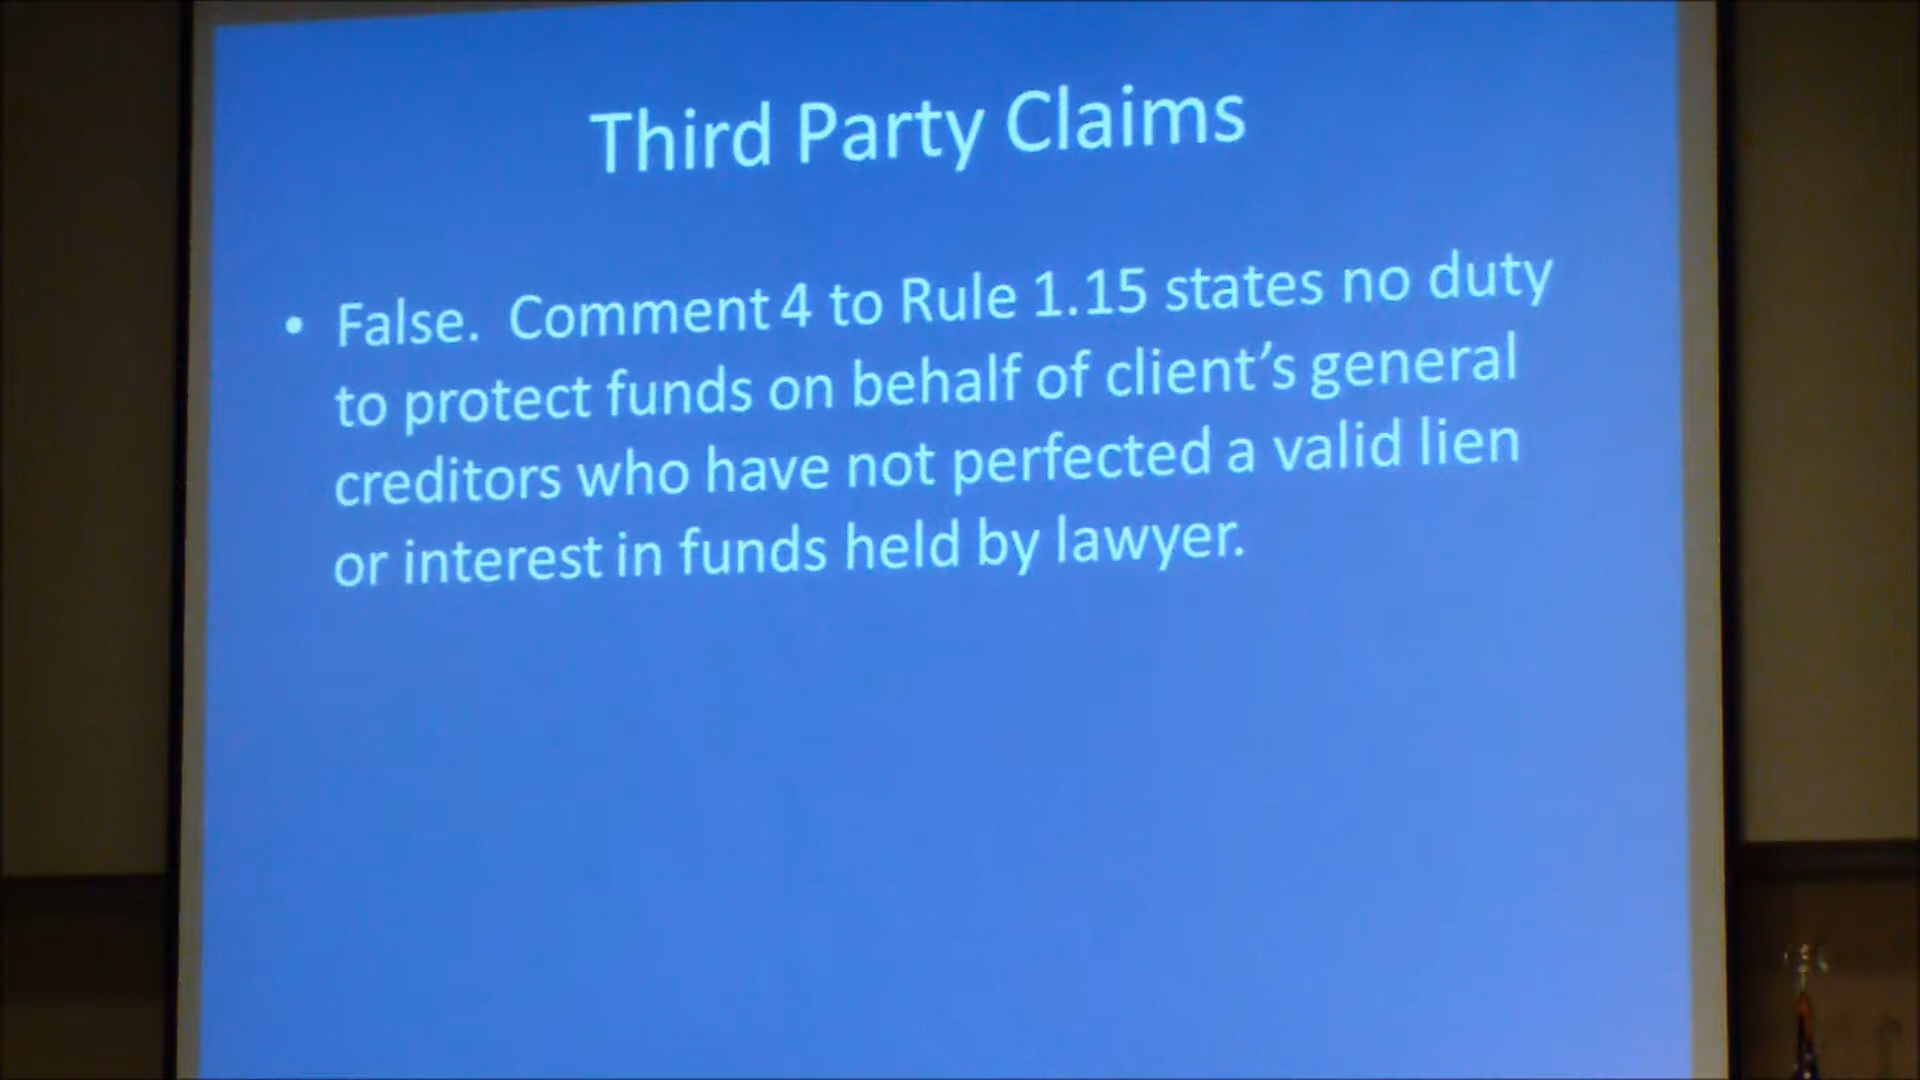 Third Party Claims
• False. Comment 4 to Rule 1.15 states no duty
to protect funds on behalf of client's general
creditors who have not perfected a valid lien
or interest in funds held by lawyer.